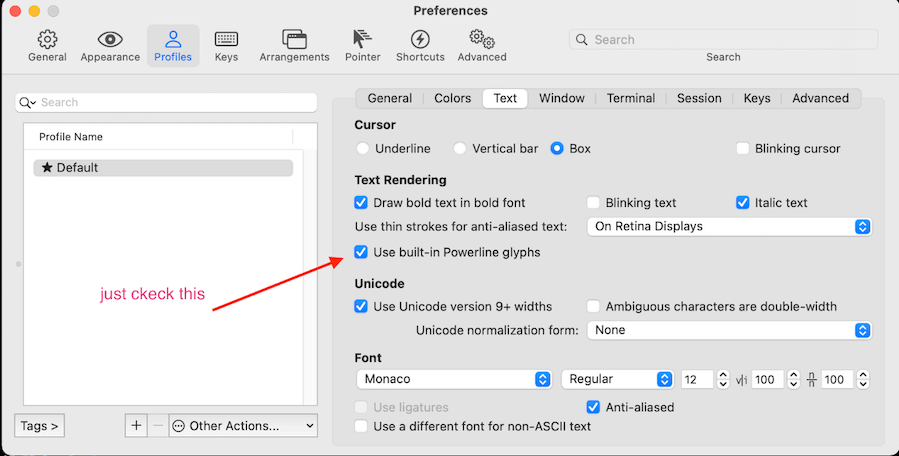 Preferences
General Appearance Profiles Keys Arrangements Pointer Shortcuts Advanced
Search
Search
Search
Profile Name
★ Default
just ckeck this
Tags >
+ − Other Actions...
General Colors Text Window Terminal Session Keys Advanced
Cursor
Underline Vertical bar Box Blinking cursor
Text Rendering
Draw bold text in bold font Blinking text Italic text
Use thin strokes for anti-aliased text: On Retina Displays
Use built-in Powerline glyphs
Unicode
Use Unicode version 9+ widths Ambiguous characters are double-width
Unicode normalization form: None
Font
Monaco Regular 12 v|i 100 100
Use ligatures Anti-aliased
Use a different font for non-ASCII text